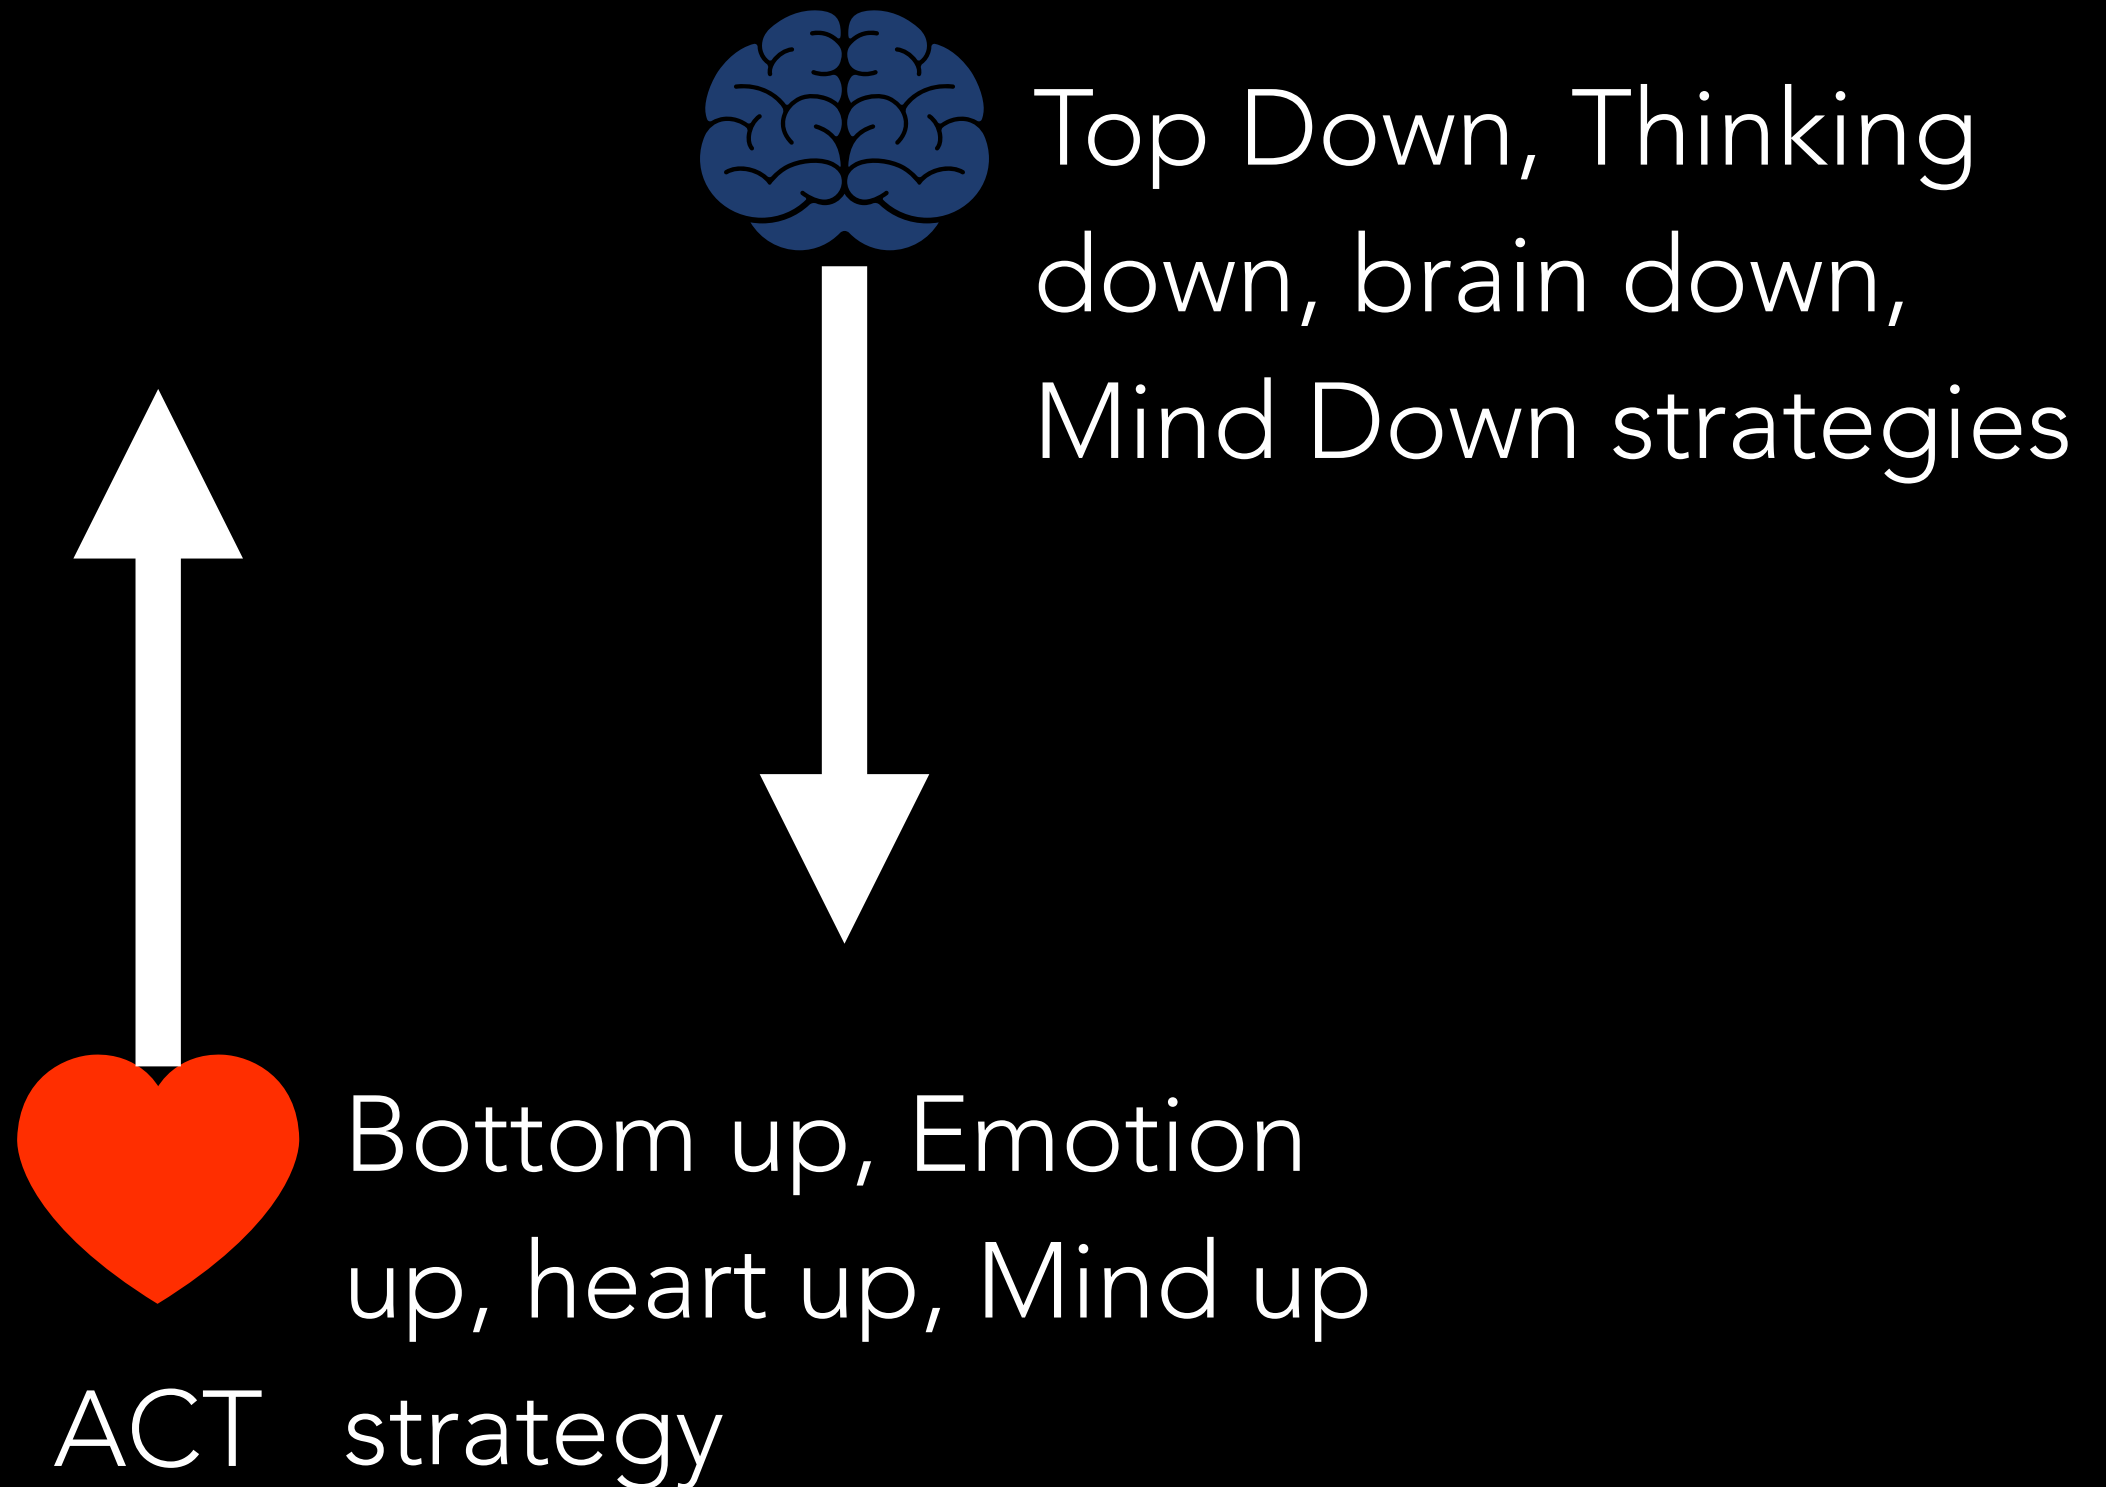 Top Down, Thinking
down, brain down,
Mind Down strategies
Bottom up, Emotion
up, heart up, Mind up
strategy
ACT